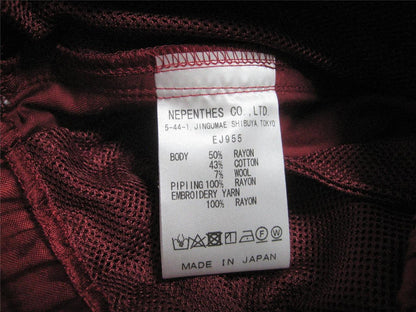 NEPENTHES CO., LTD.
5-44-1, JINGUMAE, SHIBUYA, TOKYO
EJ955
BODY 50% RAYON
43% COTTON
7% WOOL
PIPIING 100% RAYON
EMBROIDERY YARN
100% RAYON
MADE IN JAPAN